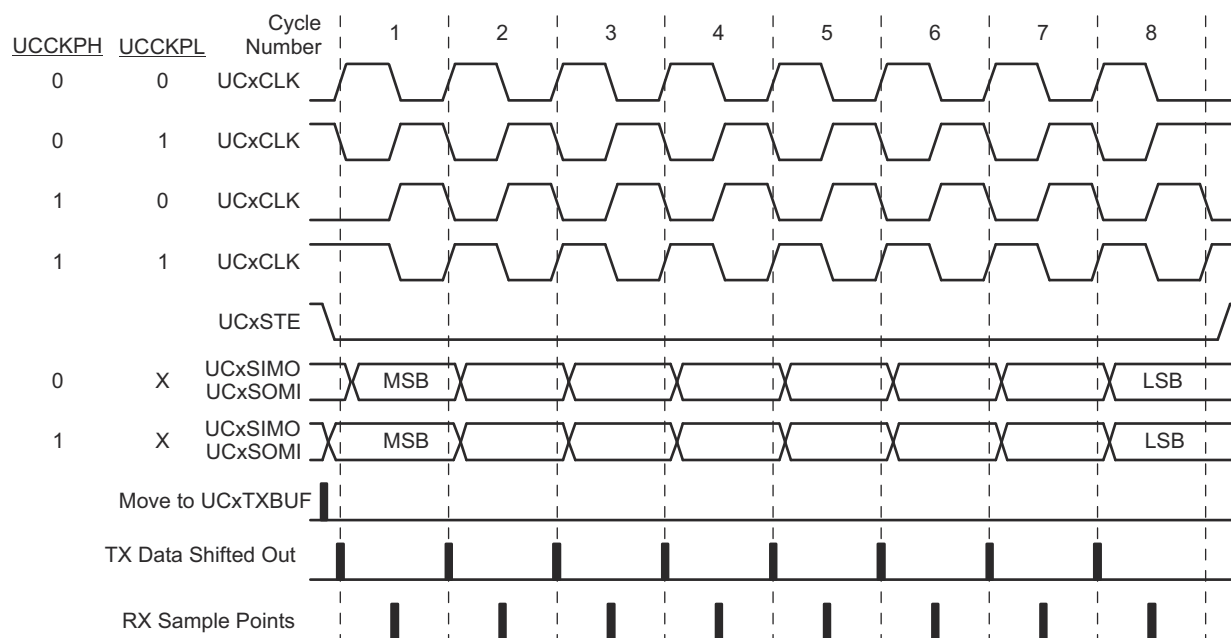 Cycle Number 1 2 3 4 5 6 7 8
UCCKPH UCCKPL
0 0 UCxCLK
0 1 UCxCLK
1 0 UCxCLK
1 1 UCxCLK
UCxSTE
0 X UCxSIMO UCxSOMI MSB LSB
1 X UCxSIMO UCxSOMI MSB LSB
Move to UCxTXBUF
TX Data Shifted Out
RX Sample Points